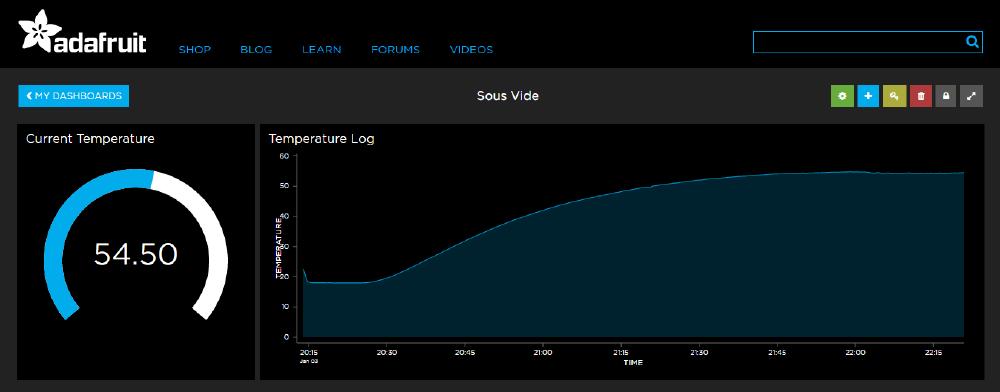 adafruit
SHOP BLOG LEARN FORUMS VIDEOS
MY DASHBOARDS
Sous Vide
Current Temperature
54.50
Temperature Log
60
50
40
30
20
10
0
TEMPERATURE
20:15 20:30 20:45 21:00 21:15 21:30 21:45 22:00 22:15
Jan 03
TIME